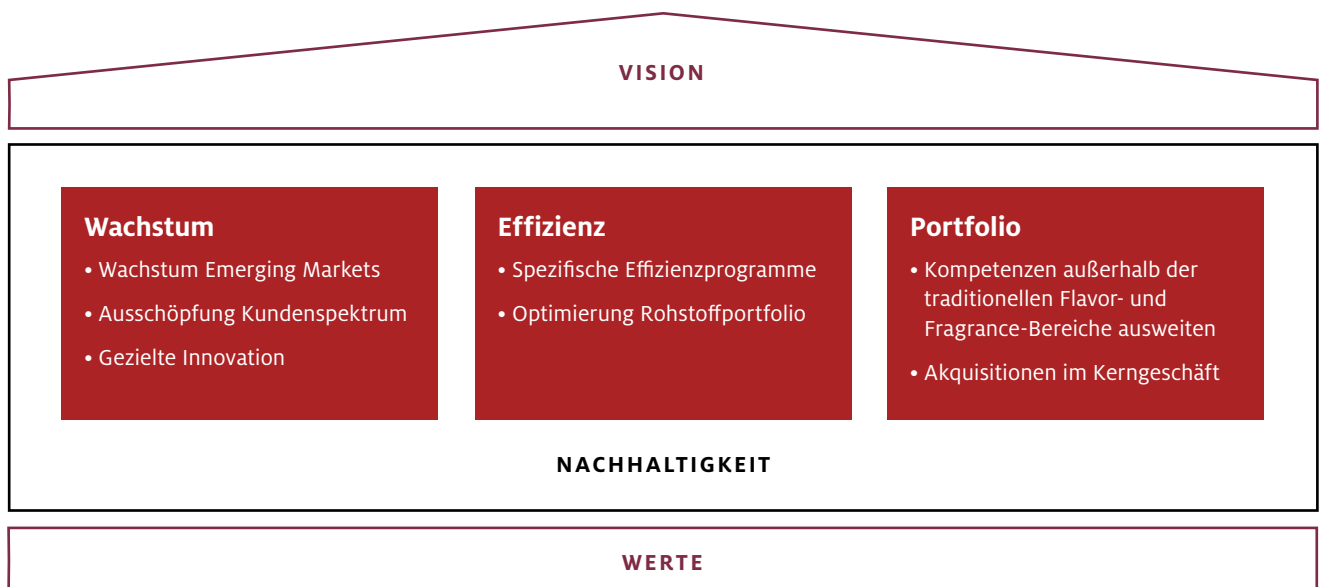 VISION
Wachstum
• Wachstum Emerging Markets
• Ausschöpfung Kundenspektrum
• Gezielte Innovation
Effizienz
• Spezifische Effizienzprogramme
• Optimierung Rohstoffportfolio
Portfolio
• Kompetenzen außerhalb der
traditionellen Flavor- und
Fragrance-Bereiche ausweiten
• Akquisitionen im Kerngeschäft
NACHHALTIGKEIT
WERTE